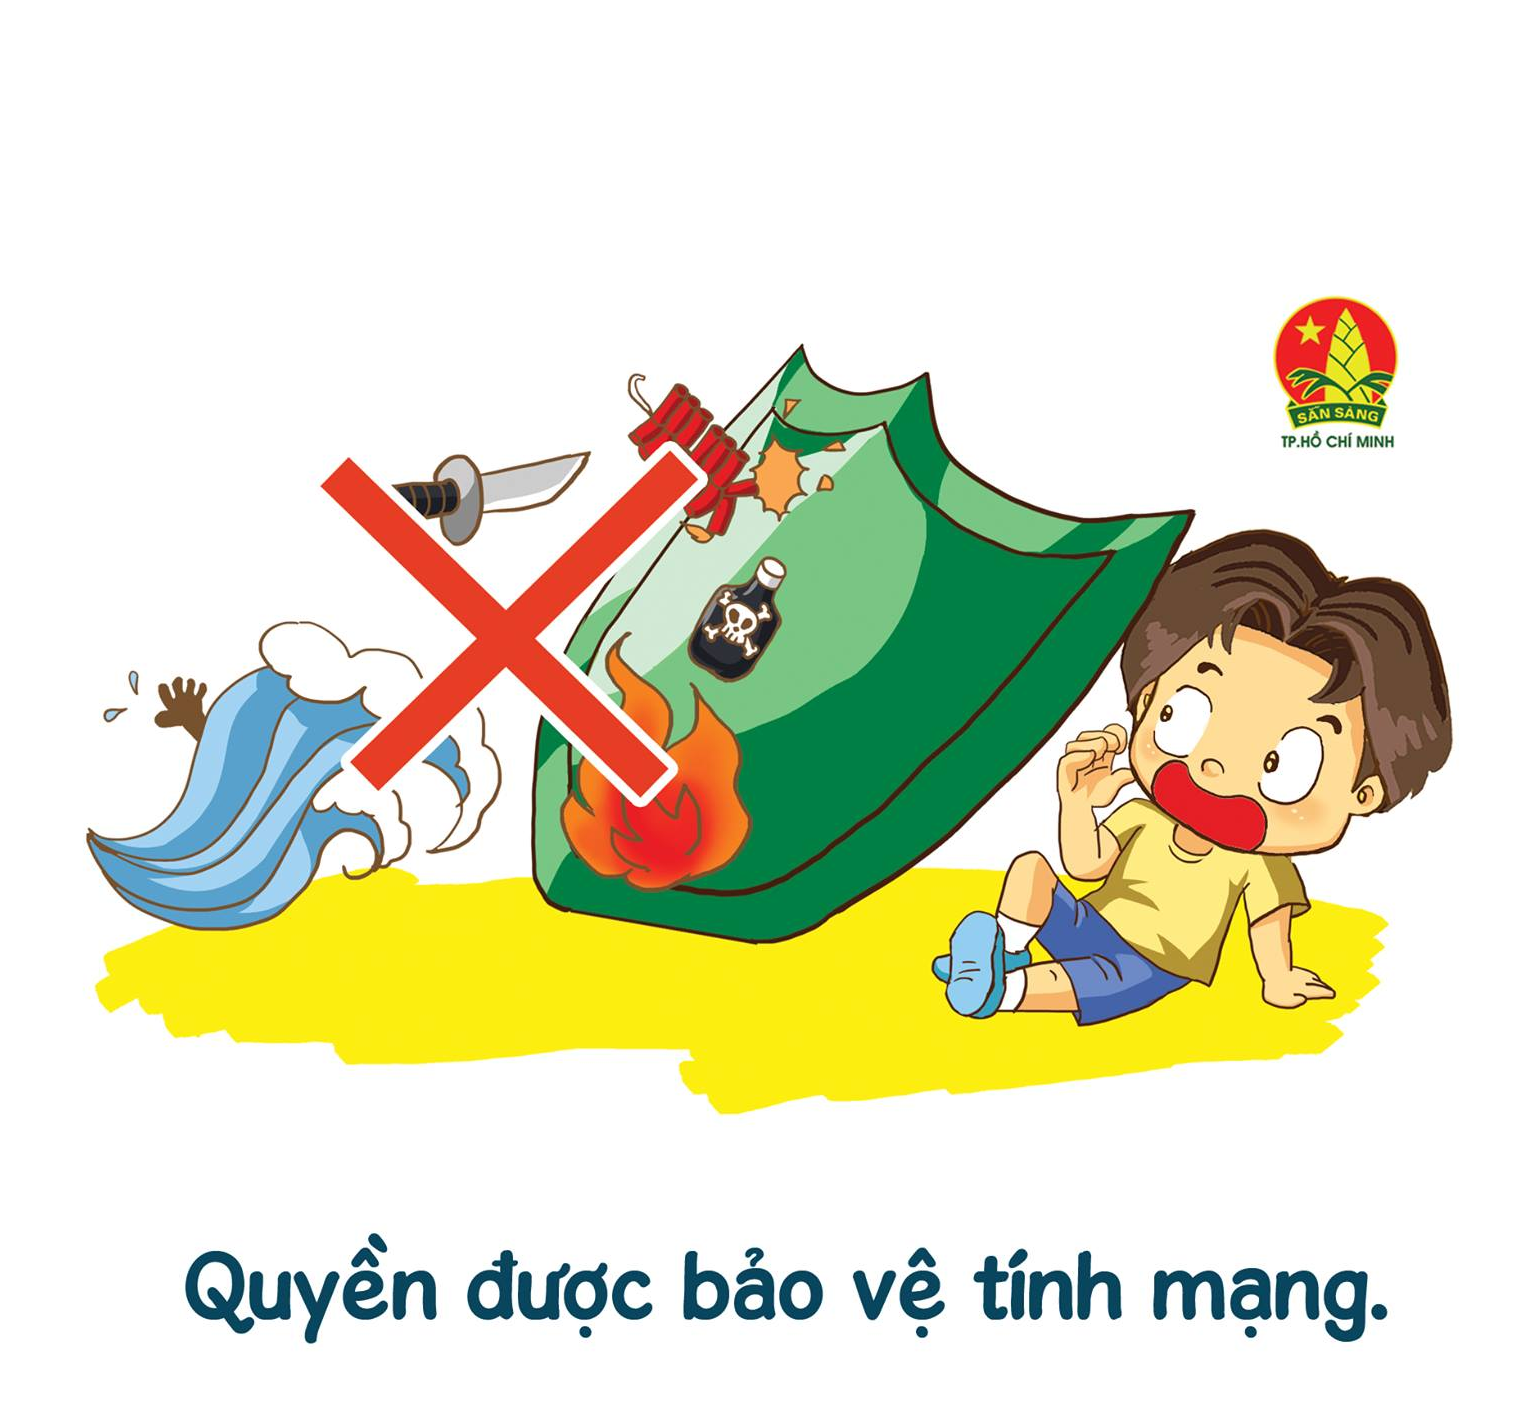 SẴN SÀNG
TP.HỒ CHÍ MINH
Quyền được bảo vệ tính mạng.